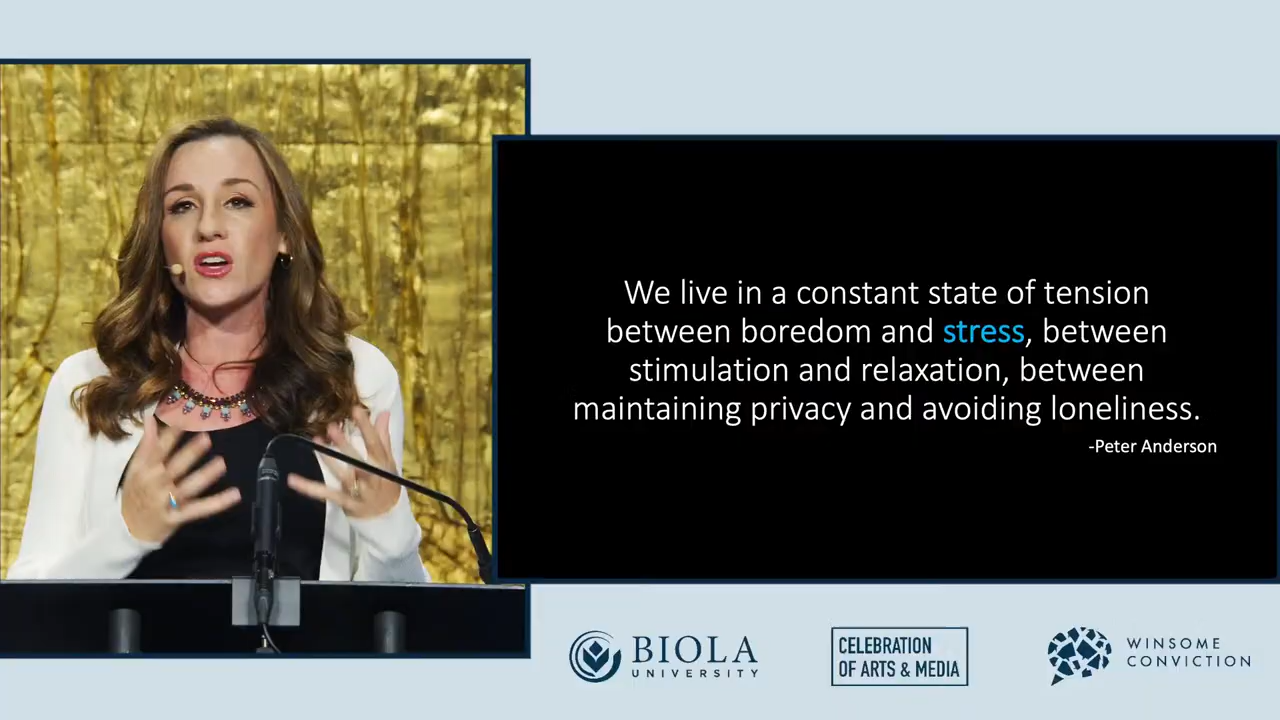 We live in a constant state of tension
between boredom and stress, between
stimulation and relaxation, between
maintaining privacy and avoiding loneliness.
-Peter Anderson
BIOLA
UNIVERSITY
CELEBRATION
OF ARTS & MEDIA
WINSOME
CONVICTION